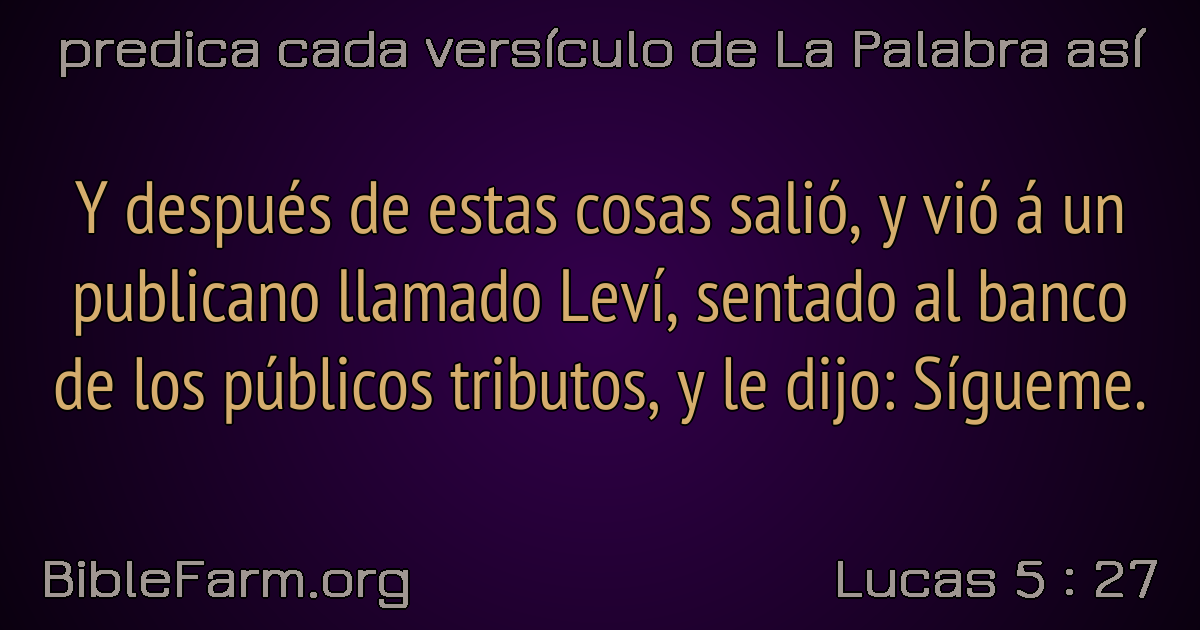 predica cada versículo de La Palabra así
Y después de estas cosas salió, y vió á un
publicano llamado Leví, sentado al banco
de los públicos tributos, y le dijo: Sígueme.
BibleFarm.org
Lucas 5 : 27